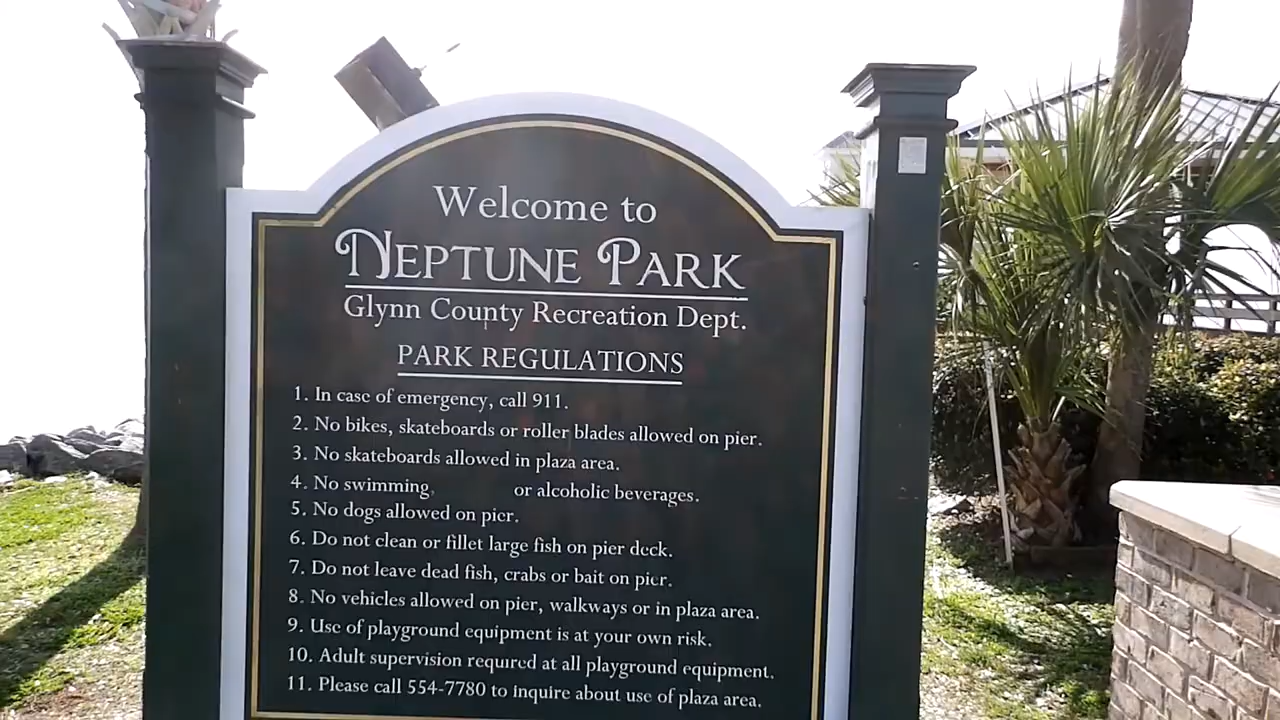 Welcome to
NEPTUNE PARK
Glynn County Recreation Dept.
PARK REGULATIONS
1. In case of emergency, call 911.
2. No bikes, skateboards or roller blades allowed on pier.
3. No skateboards allowed in plaza area.
4. No swimming, or alcoholic beverages.
5. No dogs allowed on pier.
6. Do not clean or fillet large fish on pier deck.
7. Do not leave dead fish, crabs or bait on pier.
8. No vehicles allowed on pier, walkways or in plaza area.
9. Use of playground equipment is at your own risk.
10. Adult supervision required at all playground equipment.
11. Please call 554-7780 to inquire about use of plaza area.